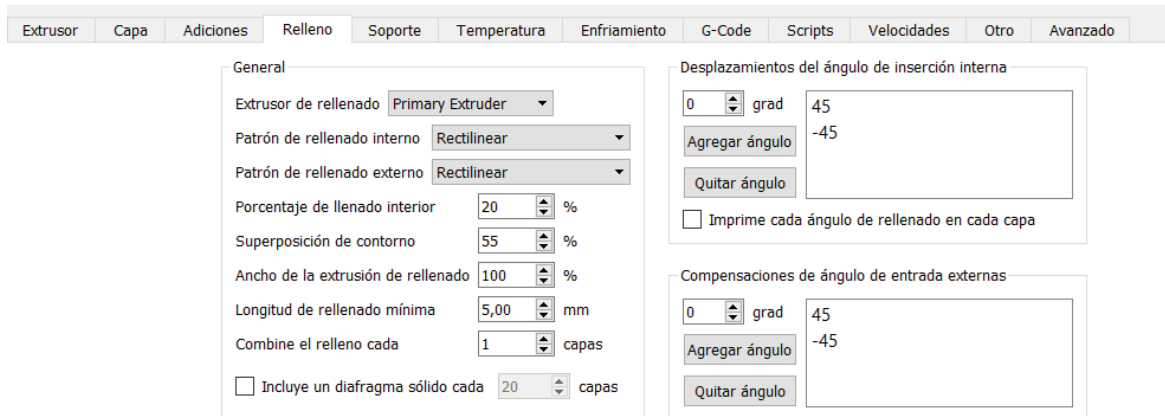 Extrusor Capa Adiciones Relleno Soporte Temperatura Enfriamiento G-Code Scripts Velocidades Otro Avanzado
General
Extrusor de rellenado Primary Extruder
Patrón de rellenado interno Rectilinear
Patrón de rellenado externo Rectilinear
Porcentaje de llenado interior 20 %
Superposición de contorno 55 %
Ancho de la extrusión de rellenado 100 %
Longitud de rellenado mínima 5,00 mm
Combine el relleno cada 1 capas
Incluye un diafragma sólido cada 20 capas
Desplazamientos del ángulo de inserción interna
0 grad 45
-45
Agregar ángulo
Quitar ángulo
Imprime cada ángulo de rellenado en cada capa
Compensaciones de ángulo de entrada externas
0 grad 45
-45
Agregar ángulo
Quitar ángulo